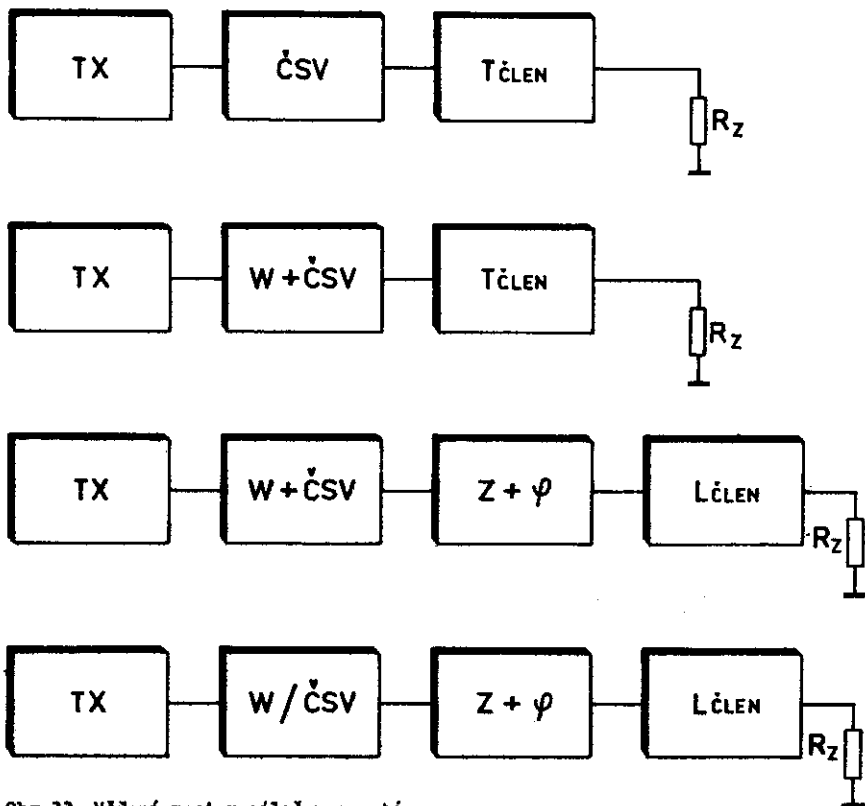 TX ČSV TČLEN
RZ
TX W+ČSV TČLEN
RZ
TX W+ČSV Z+φ LČLEN
RZ
TX W/ČSV Z+φ LČLEN
RZ